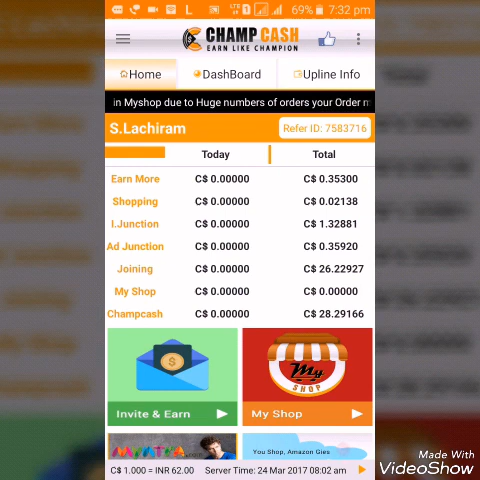 LTE 1 69% 7:32 pm
CHAMP CASH
EARN LIKE CHAMPION
Home DashBoard Upline Info
in Myshop due to Huge numbers of orders your Order
S.Lachiram Refer ID: 7583716
Today Total
Earn More C$ 0.00000 C$ 0.35300
Shopping C$ 0.00000 C$ 0.02138
I.Junction C$ 0.00000 C$ 1.32881
Ad Junction C$ 0.00000 C$ 0.35920
Joining C$ 0.00000 C$ 26.22927
My Shop C$ 0.00000 C$ 0.00000
Champcash C$ 0.00000 C$ 28.29166
My
SHOP
Invite & Earn My Shop
You Shop, Amazon Gies
C$ 1.000 = INR 62.00 Server Time: 24 Mar 2017 08:02 am
Made With
VideoShow